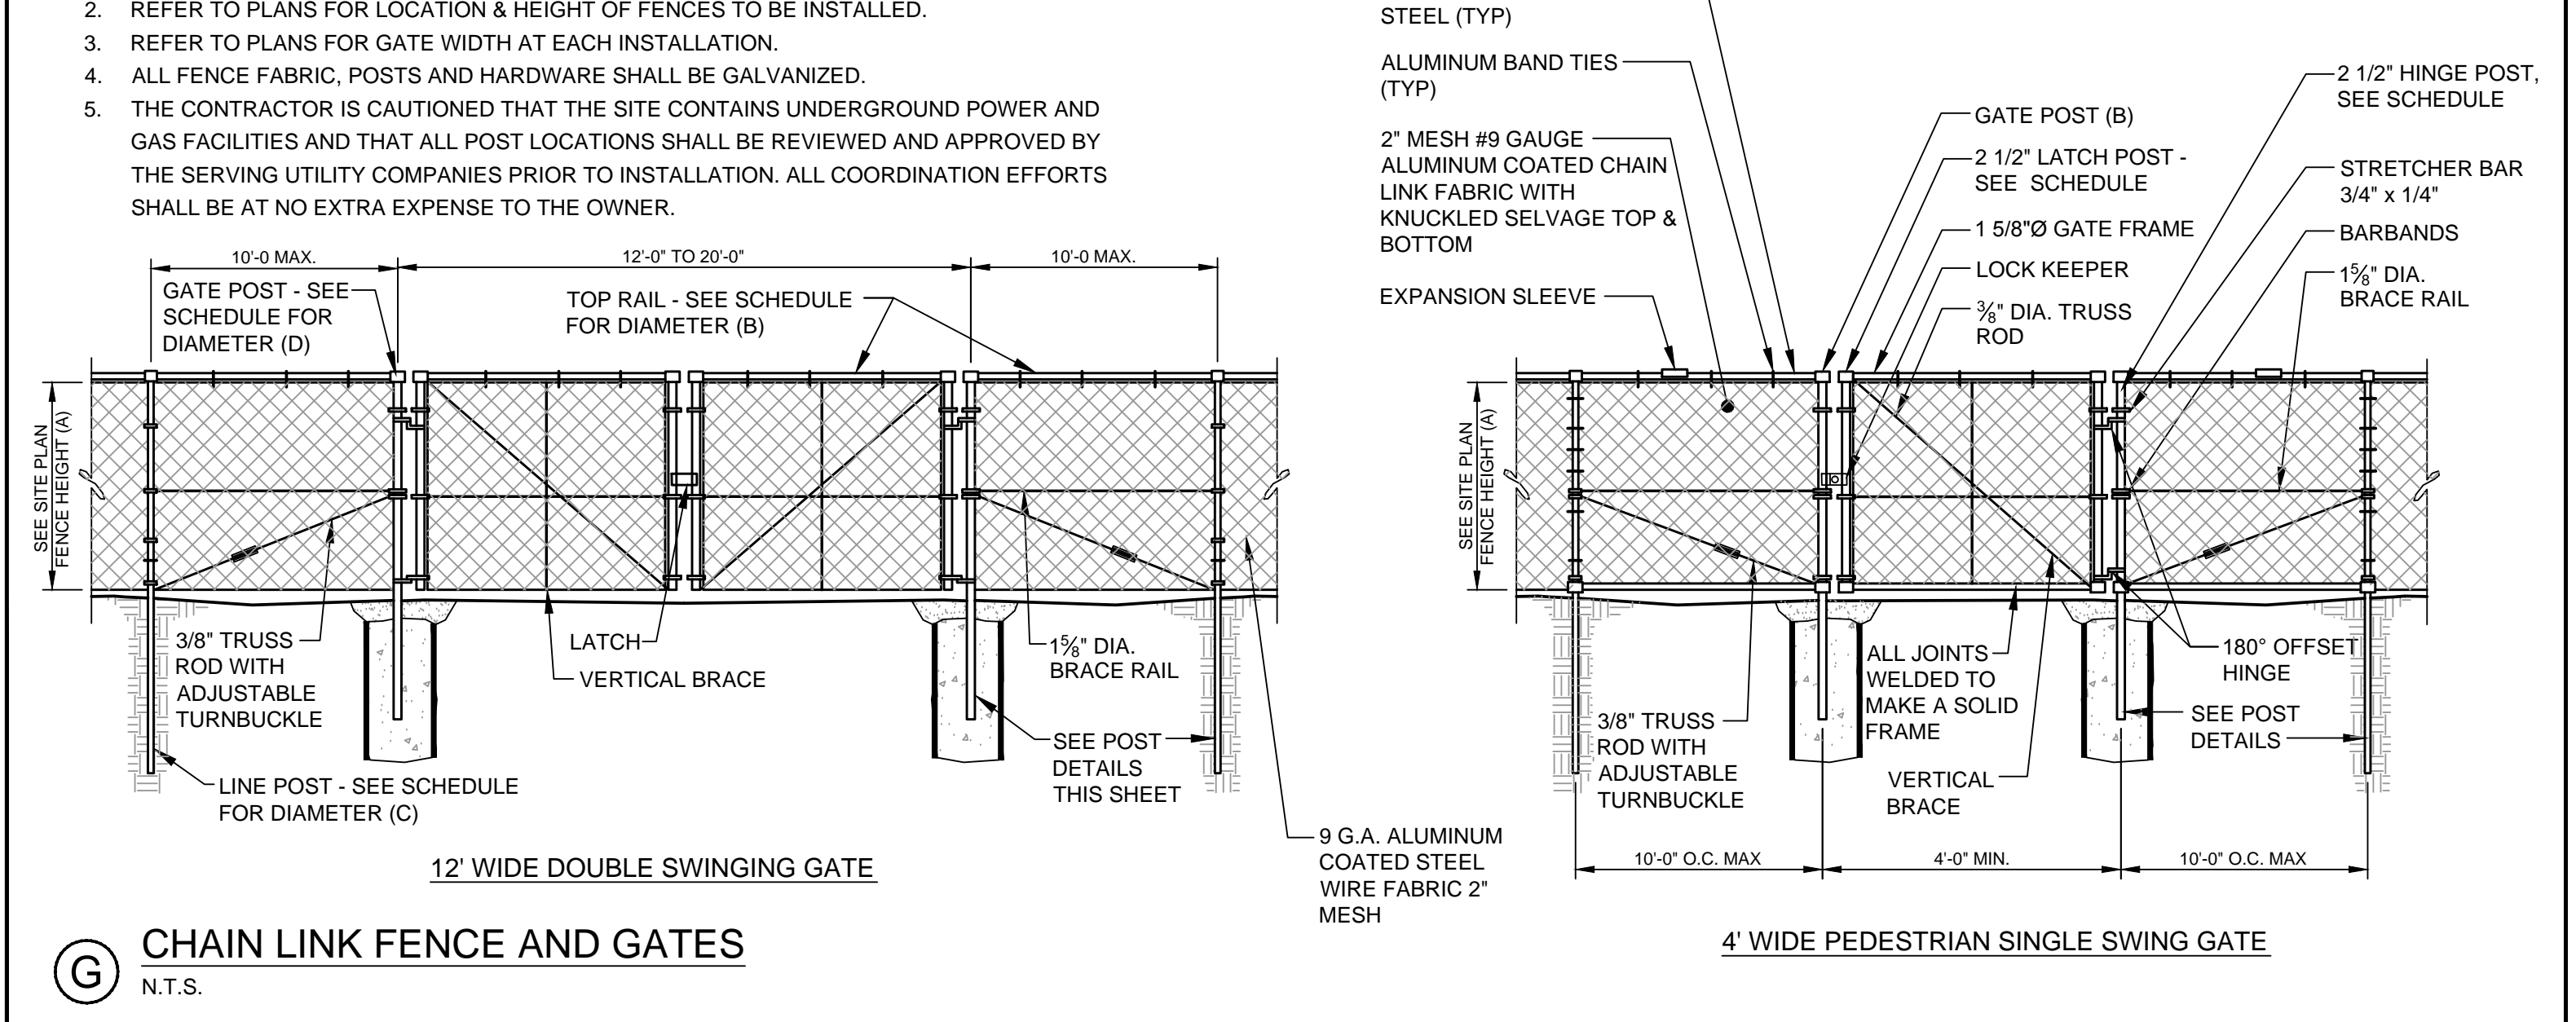 2. REFER TO PLANS FOR LOCATION & HEIGHT OF FENCES TO BE INSTALLED.
3. REFER TO PLANS FOR GATE WIDTH AT EACH INSTALLATION.
4. ALL FENCE FABRIC, POSTS AND HARDWARE SHALL BE GALVANIZED.
5. THE CONTRACTOR IS CAUTIONED THAT THE SITE CONTAINS UNDERGROUND POWER AND
GAS FACILITIES AND THAT ALL POST LOCATIONS SHALL BE REVIEWED AND APPROVED BY
THE SERVING UTILITY COMPANIES PRIOR TO INSTALLATION. ALL COORDINATION EFFORTS
SHALL BE AT NO EXTRA EXPENSE TO THE OWNER.
10'-0 MAX.
12'-0" TO 20'-0"
10'-0 MAX.
GATE POST - SEE
SCHEDULE FOR
DIAMETER (D)
TOP RAIL - SEE SCHEDULE
FOR DIAMETER (B)
SEE SITE PLAN
FENCE HEIGHT (A)
3/8" TRUSS
ROD WITH
ADJUSTABLE
TURNBUCKLE
LATCH
VERTICAL BRACE
1⅝" DIA.
BRACE RAIL
LINE POST - SEE SCHEDULE
FOR DIAMETER (C)
SEE POST
DETAILS
THIS SHEET
9 G.A. ALUMINUM
COATED STEEL
WIRE FABRIC 2"
MESH
12' WIDE DOUBLE SWINGING GATE
G
CHAIN LINK FENCE AND GATES
N.T.S.
STEEL (TYP)
ALUMINUM BAND TIES
(TYP)
2" MESH #9 GAUGE
ALUMINUM COATED CHAIN
LINK FABRIC WITH
KNUCKLED SELVAGE TOP &
BOTTOM
EXPANSION SLEEVE
GATE POST (B)
2 1/2" LATCH POST -
SEE SCHEDULE
1 5/8"Ø GATE FRAME
LOCK KEEPER
⅜" DIA. TRUSS
ROD
2 1/2" HINGE POST,
SEE SCHEDULE
STRETCHER BAR
3/4" x 1/4"
BARBANDS
1⅝" DIA.
BRACE RAIL
SEE SITE PLAN
FENCE HEIGHT (A)
3/8" TRUSS
ROD WITH
ADJUSTABLE
TURNBUCKLE
ALL JOINTS
WELDED TO
MAKE A SOLID
FRAME
VERTICAL
BRACE
180° OFFSET
HINGE
SEE POST
DETAILS
10'-0" O.C. MAX
4'-0" MIN.
10'-0" O.C. MAX
4' WIDE PEDESTRIAN SINGLE SWING GATE